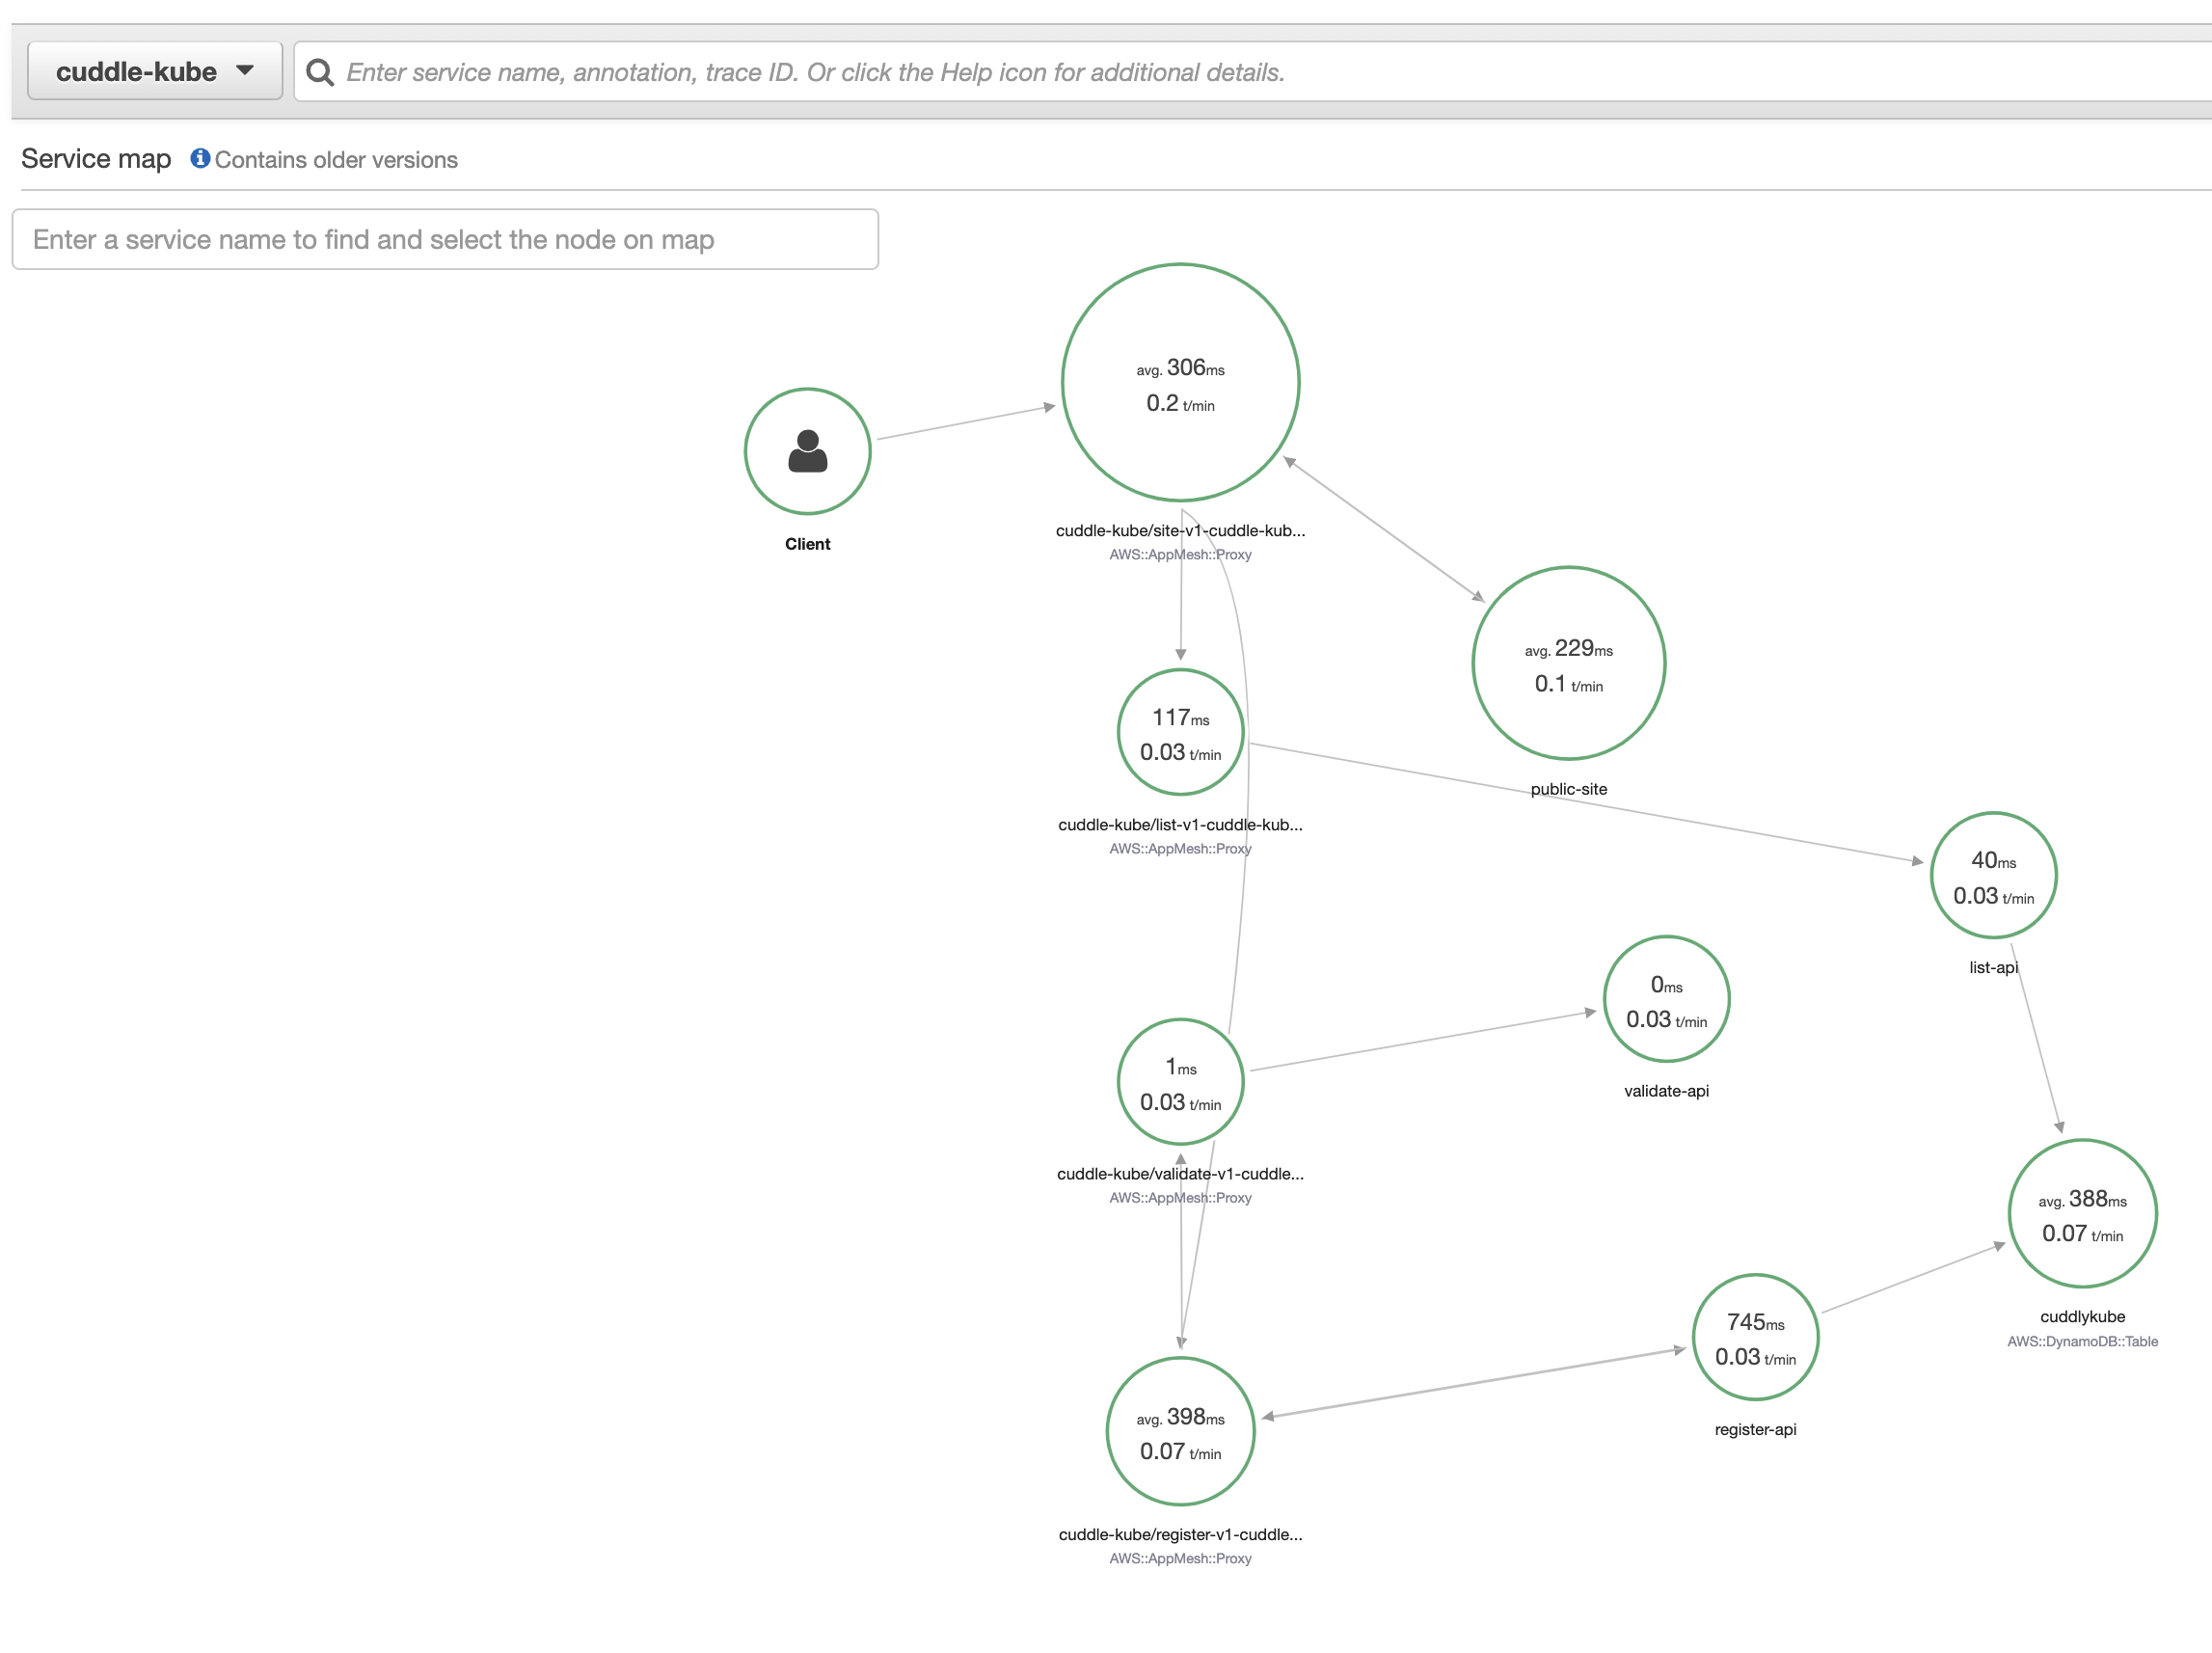 cuddle-kube
Enter service name, annotation, trace ID. Or click the Help icon for additional details.
Service map Contains older versions
Enter a service name to find and select the node on map
avg. 306ms
0.2 t/min
cuddle-kube/site-v1-cuddle-kub...
AWS::AppMesh::Proxy
Client
avg. 229ms
0.1 t/min
public-site
117ms
0.03 t/min
cuddle-kube/list-v1-cuddle-kub...
AWS::AppMesh::Proxy
40ms
0.03 t/min
list-api
0ms
0.03 t/min
validate-api
1ms
0.03 t/min
cuddle-kube/validate-v1-cuddle...
AWS::AppMesh::Proxy
avg. 388ms
0.07 t/min
cuddlykube
AWS::DynamoDB::Table
745ms
0.03 t/min
register-api
avg. 398ms
0.07 t/min
cuddle-kube/register-v1-cuddle...
AWS::AppMesh::Proxy